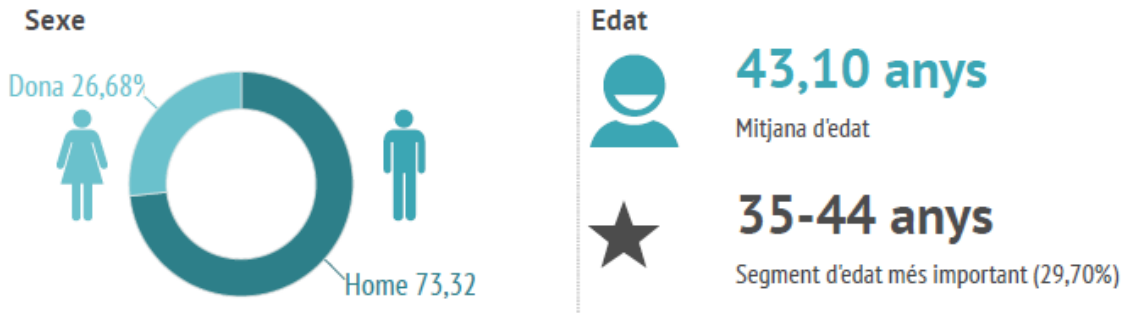 Sexe
Dona 26,68%
Home 73,32
Edat
43,10 anys
Mitjana d'edat
35-44 anys
Segment d'edat més important (29,70%)